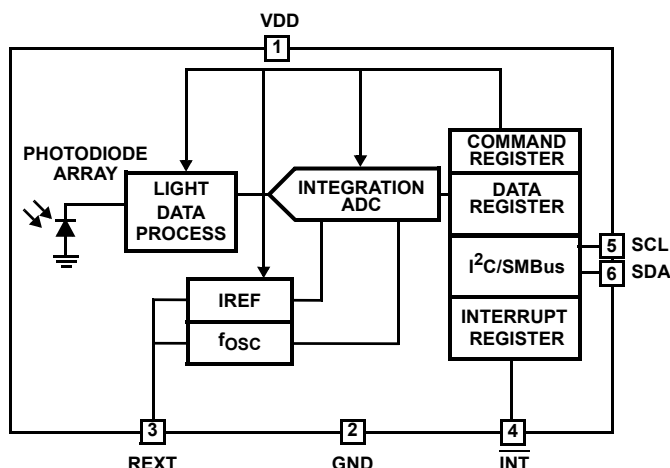 VDD
1
PHOTODIODE
ARRAY
LIGHT
DATA
PROCESS
INTEGRATION
ADC
COMMAND
REGISTER
DATA
REGISTER
I²C/SMBus
INTERRUPT
REGISTER
5 SCL
6 SDA
IREF
fOSC
3
REXT
2
GND
4
I̅N̅T̅